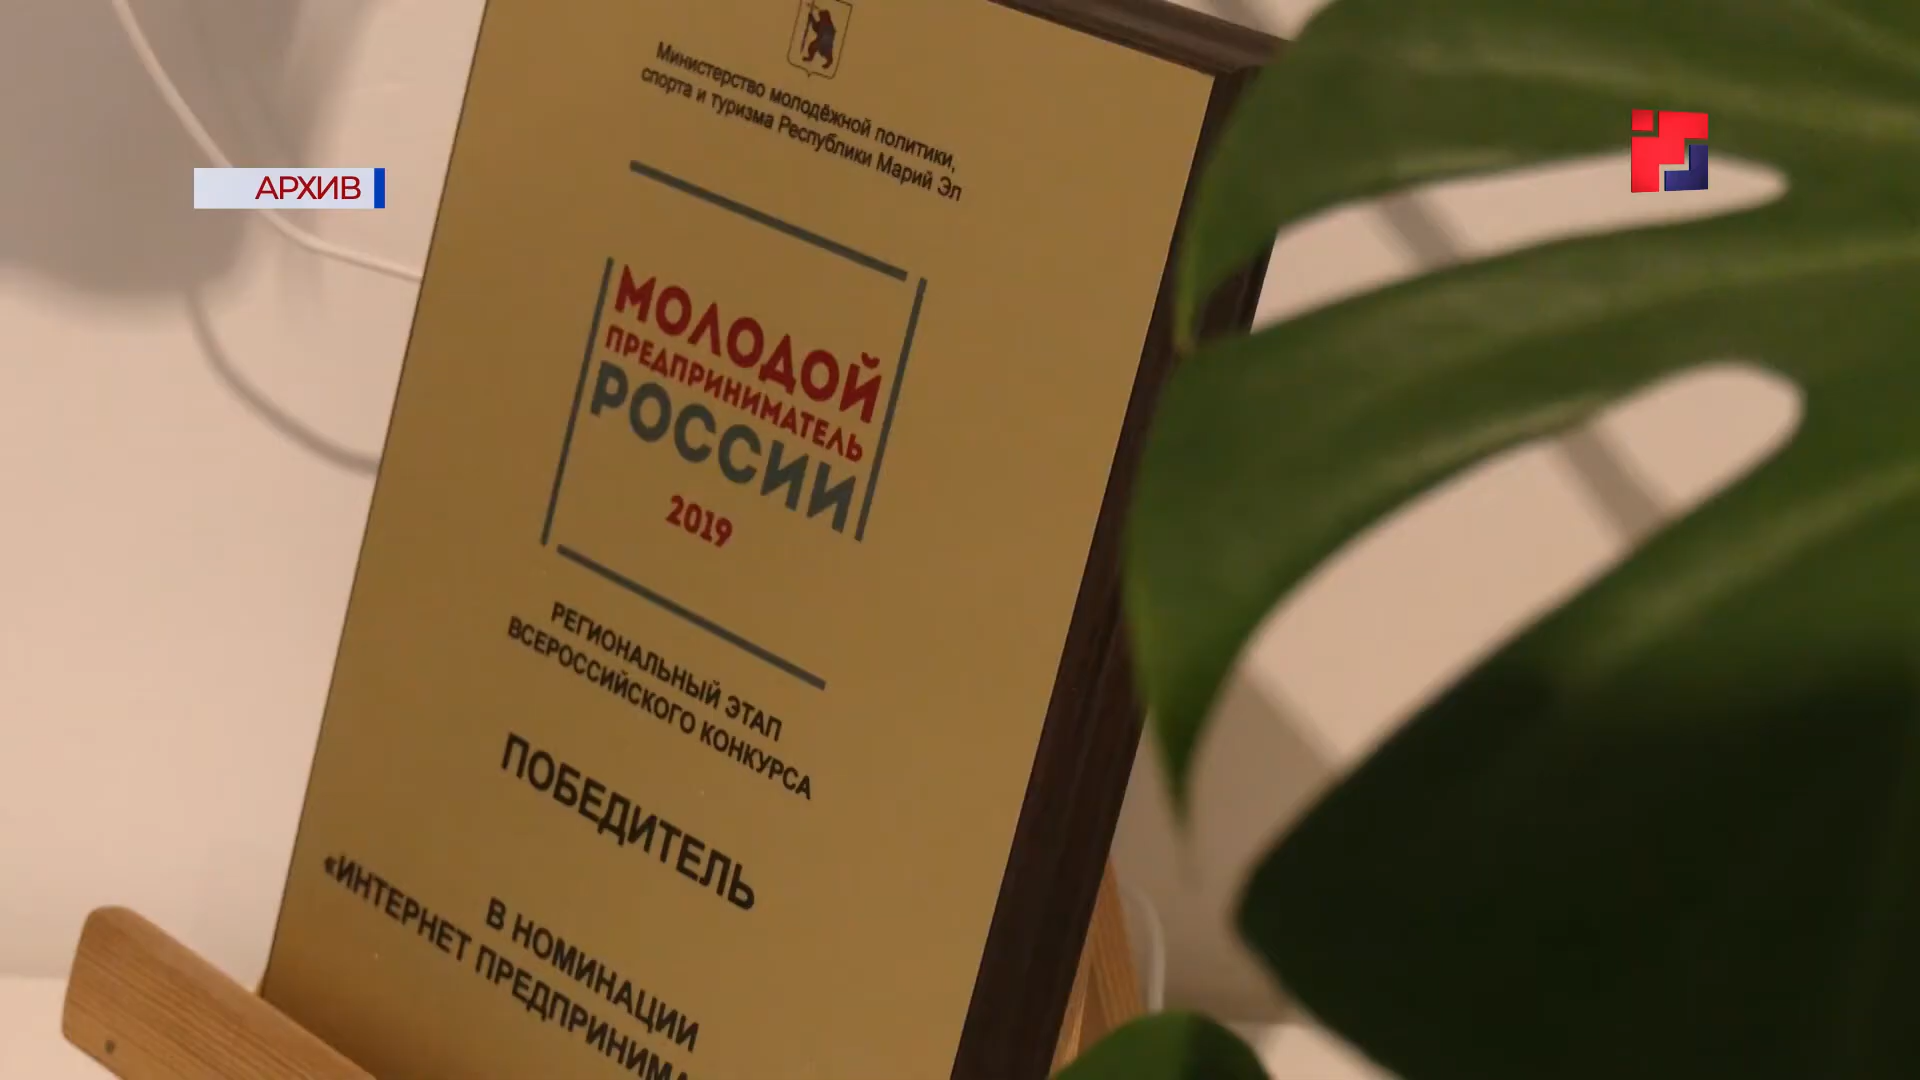 АРХИВ
Министерство молодёжной политики,
спорта и туризма Республики Марий Эл
МОЛОДОЙ
ПРЕДПРИНИМАТЕЛЬ
РОССИИ
2019
РЕГИОНАЛЬНЫЙ ЭТАП
ВСЕРОССИЙСКОГО КОНКУРСА
ПОБЕДИТЕЛЬ
В НОМИНАЦИИ
«ИНТЕРНЕТ ПРЕДПРИНИМА